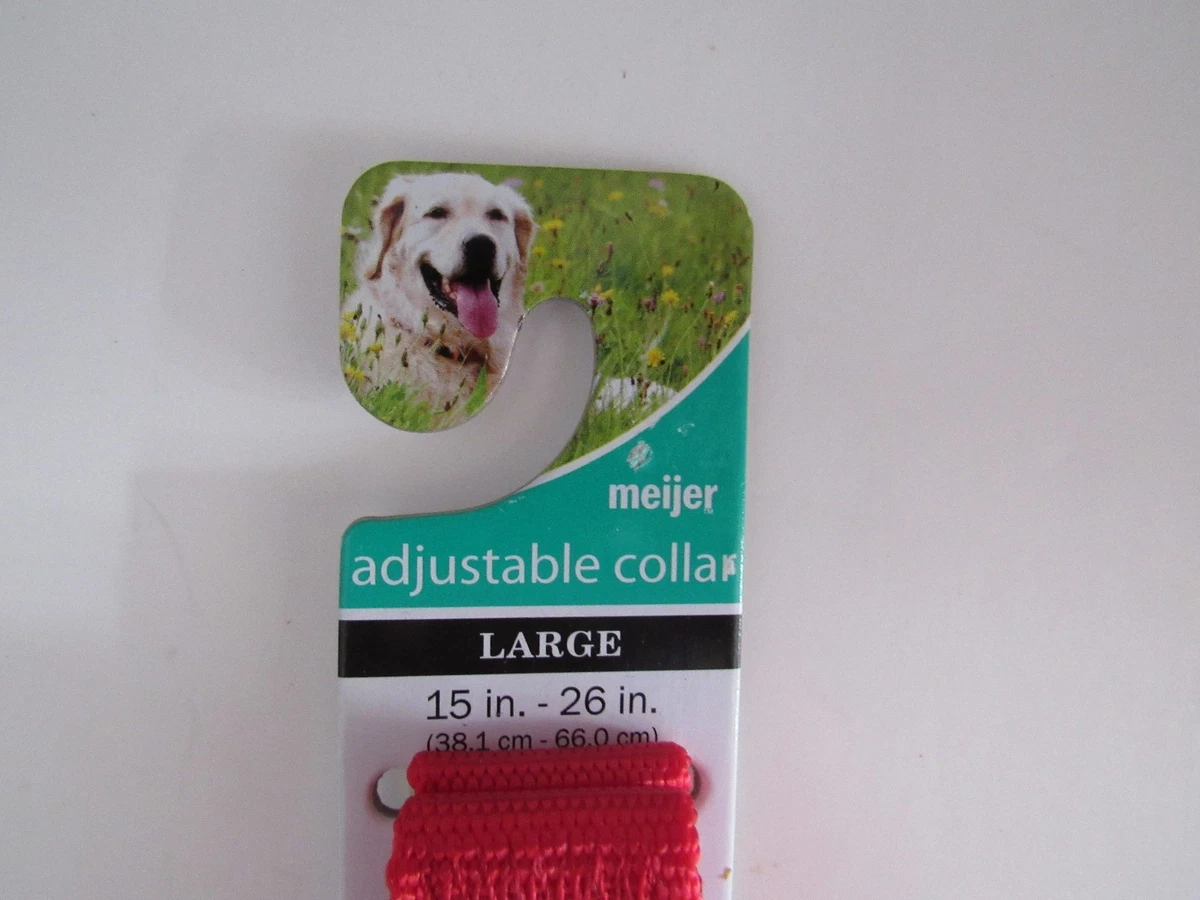 meijer
adjustable collar
LARGE
15 in. - 26 in.
(38.1 cm - 66.0 cm)